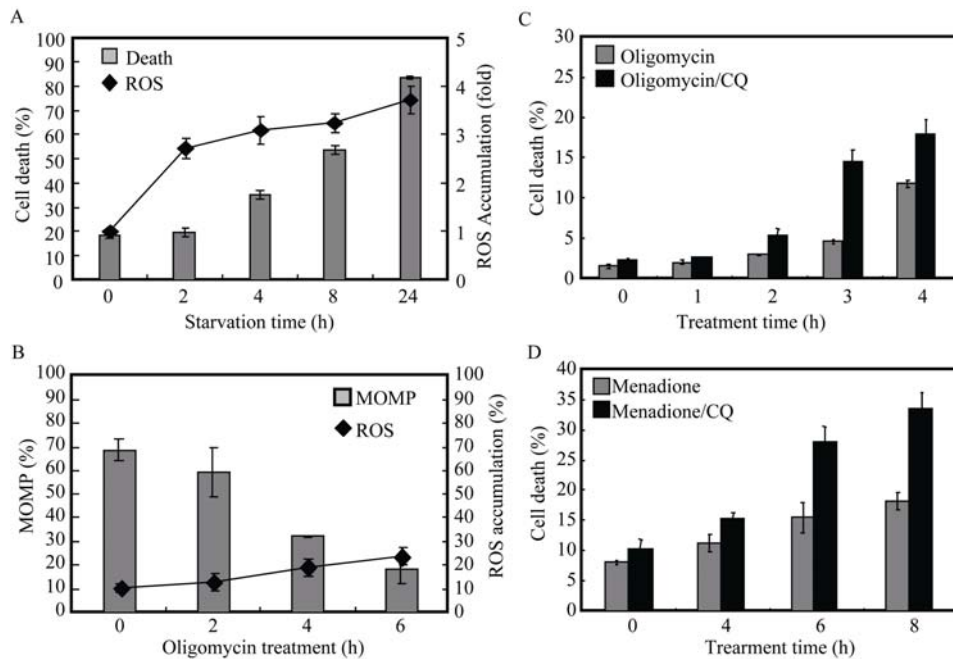 A
Death
ROS
Cell death (%)
100
90
80
70
60
50
40
30
20
10
0
5
4
3
2
1
0
ROS Accumulation (fold)
0 2 4 8 24
Starvation time (h)
B
MOMP
ROS
MOMP (%)
100
90
80
70
60
50
40
30
20
10
0
100
90
80
70
60
50
40
30
20
10
0
ROS accumulation (%)
0 2 4 6
Oligomycin treatment (h)
C
Oligomycin
Oligomycin/CQ
Cell death (%)
30
25
20
15
10
5
0
0 1 2 3 4
Treatment time (h)
D
Menadione
Menadione/CQ
Cell death (%)
40
35
30
25
20
15
10
5
0
0 4 6 8
Trearment time (h)